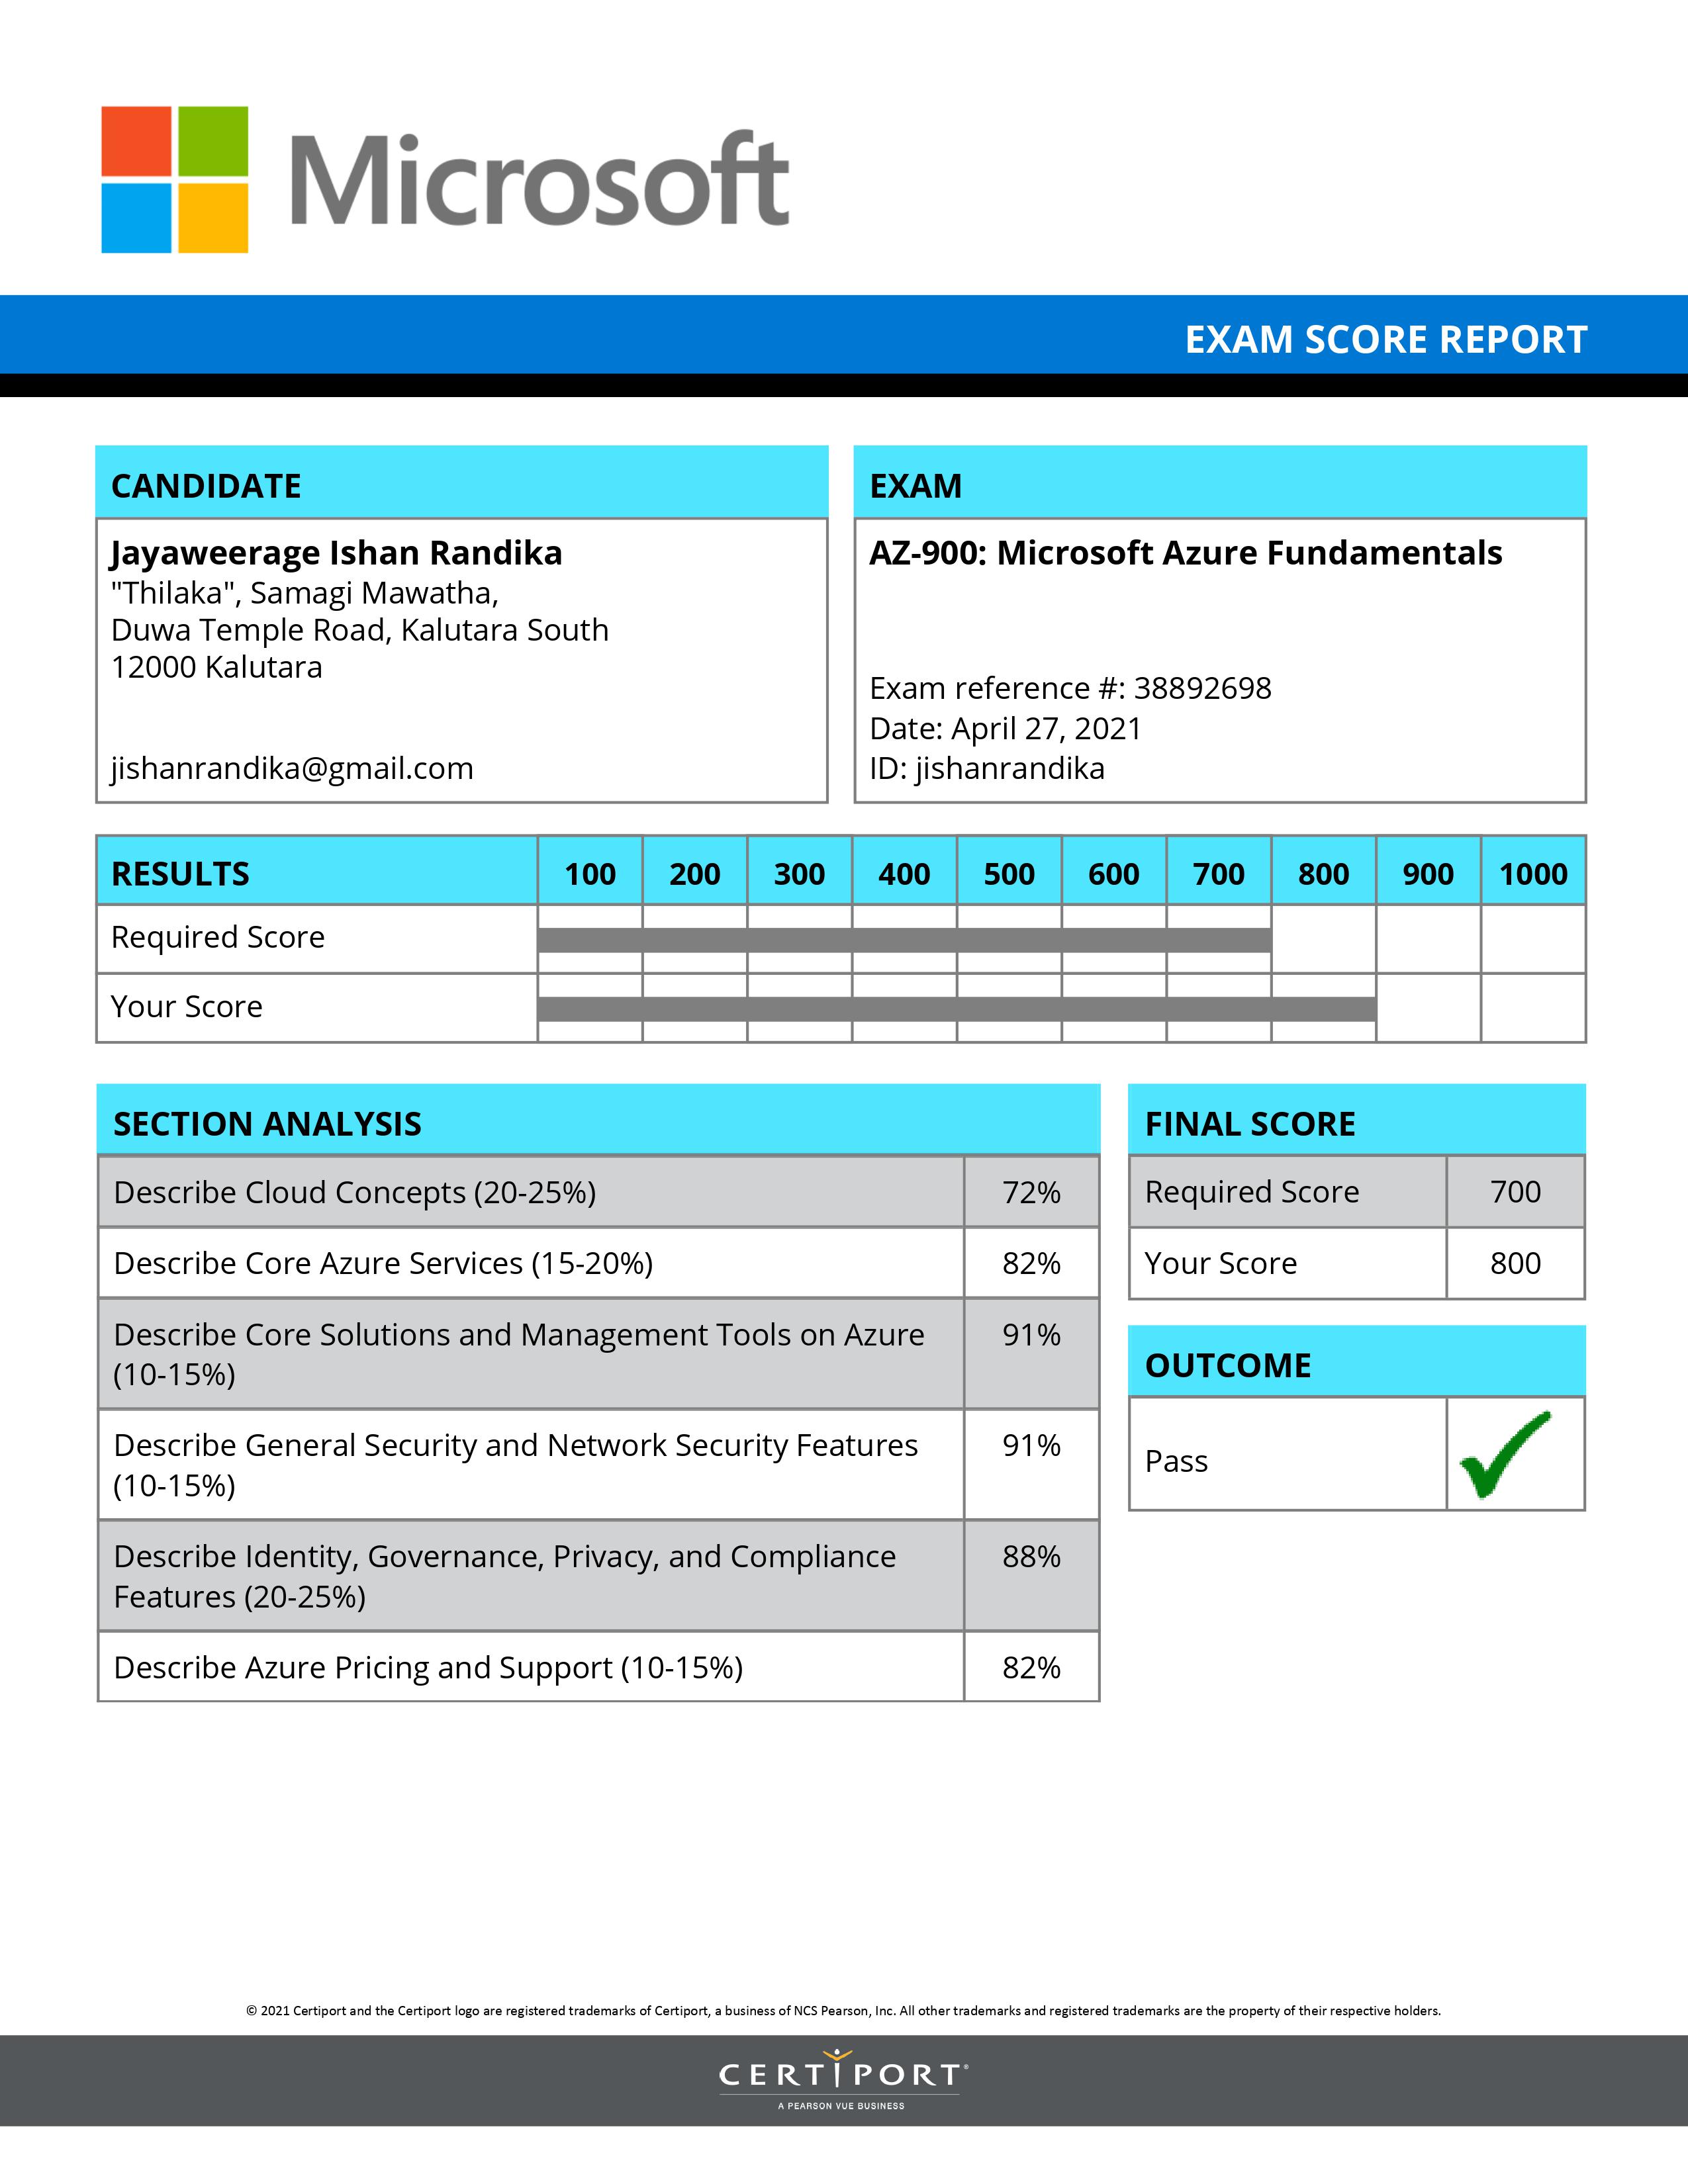 Microsoft
EXAM SCORE REPORT
CANDIDATE
Jayaweerage Ishan Randika
"Thilaka", Samagi Mawatha,
Duwa Temple Road, Kalutara South
12000 Kalutara
jishanrandika@gmail.com
EXAM
AZ-900: Microsoft Azure Fundamentals
Exam reference #: 38892698
Date: April 27, 2021
ID: jishanrandika
RESULTS 100 200 300 400 500 600 700 800 900 1000
Required Score
Your Score
SECTION ANALYSIS
Describe Cloud Concepts (20-25%) 72%
Describe Core Azure Services (15-20%) 82%
Describe Core Solutions and Management Tools on Azure 91%
(10-15%)
Describe General Security and Network Security Features 91%
(10-15%)
Describe Identity, Governance, Privacy, and Compliance 88%
Features (20-25%)
Describe Azure Pricing and Support (10-15%) 82%
FINAL SCORE
Required Score 700
Your Score 800
OUTCOME
Pass
© 2021 Certiport and the Certiport logo are registered trademarks of Certiport, a business of NCS Pearson, Inc. All other trademarks and registered trademarks are the property of their respective holders.
CERTIPORT®
A PEARSON VUE BUSINESS